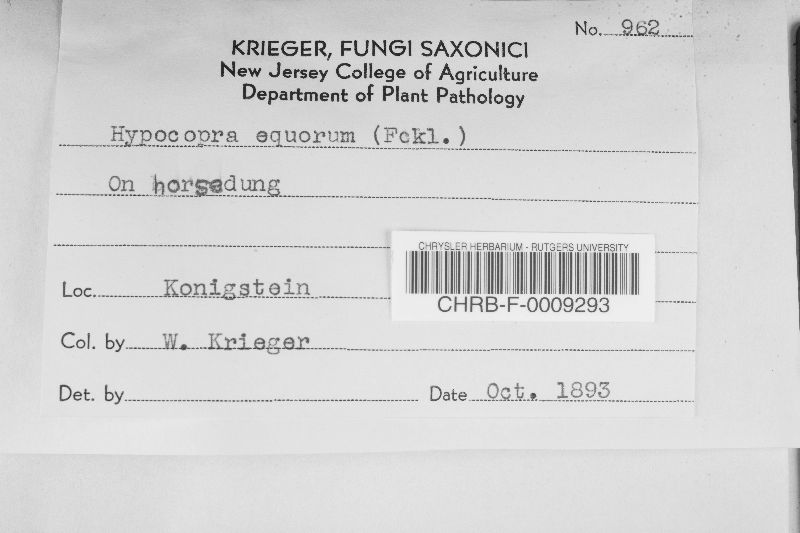 No. 962
KRIEGER, FUNGI SAXONICI
New Jersey College of Agriculture
Department of Plant Pathology
Hypocopra equorum (Fckl.)
On horsedung
CHRYSLER HERBARIUM - RUTGERS UNIVERSITY
CHRB-F-0009293
Loc. Konigstein
Col. by W. Krieger
Det. by Date Oct. 1893